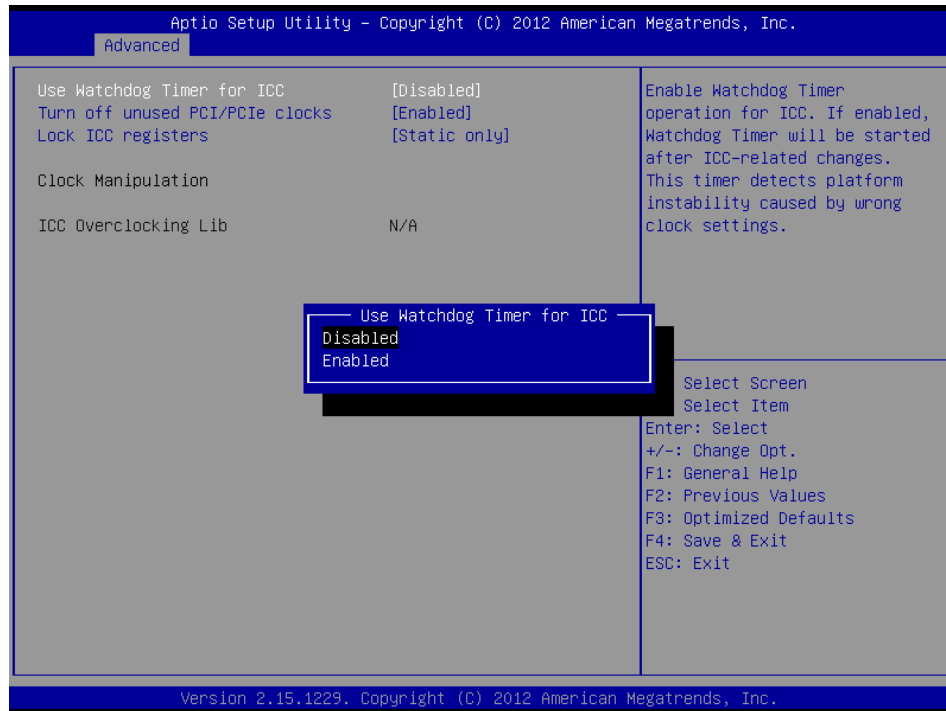 Aptio Setup Utility – Copyright (C) 2012 American Megatrends, Inc.
Advanced
Use Watchdog Timer for ICC [Disabled]
Turn off unused PCI/PCIe clocks [Enabled]
Lock ICC registers [Static only]
Clock Manipulation
ICC Overclocking Lib N/A
Enable Watchdog Timer
operation for ICC. If enabled,
Watchdog Timer will be started
after ICC-related changes.
This timer detects platform
instability caused by wrong
clock settings.
Use Watchdog Timer for ICC
Disabled
Enabled
Select Screen
Select Item
Enter: Select
+/-: Change Opt.
F1: General Help
F2: Previous Values
F3: Optimized Defaults
F4: Save & Exit
ESC: Exit
Version 2.15.1229. Copyright (C) 2012 American Megatrends, Inc.